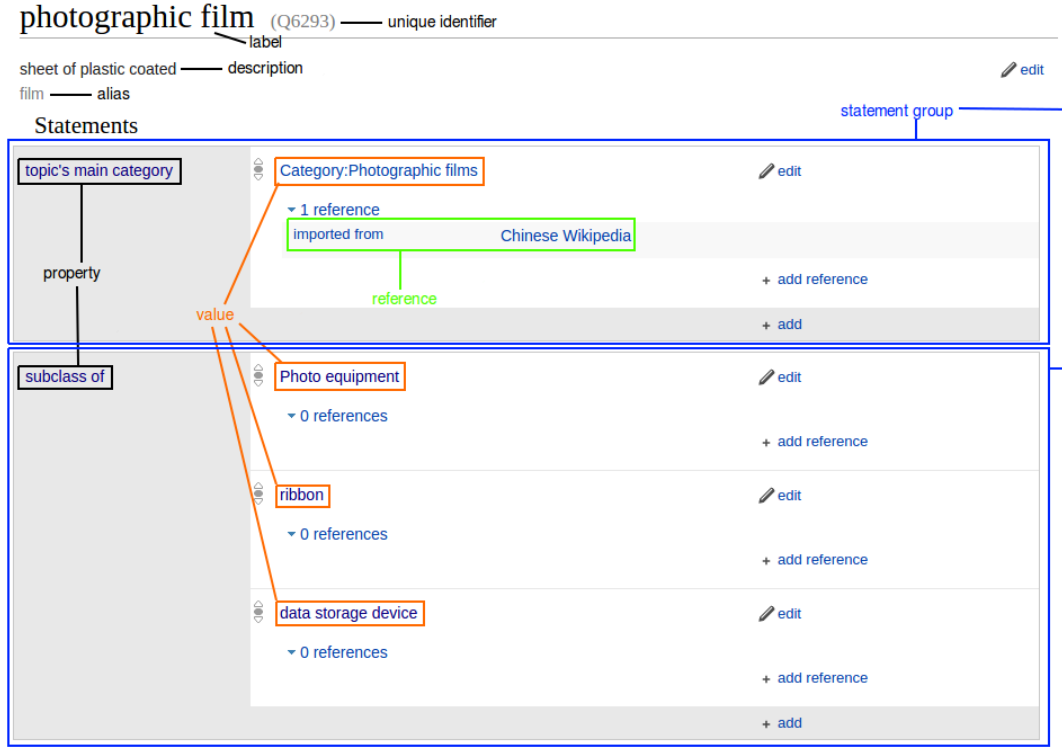 photographic film (Q6293) unique identifier
label
sheet of plastic coated description
edit
film alias
statement group
Statements
topic's main category
Category:Photographic films
edit
1 reference
imported from Chinese Wikipedia
property
+ add reference
reference
value
+ add
subclass of
Photo equipment
edit
0 references
+ add reference
ribbon
edit
0 references
+ add reference
data storage device
edit
0 references
+ add reference
+ add